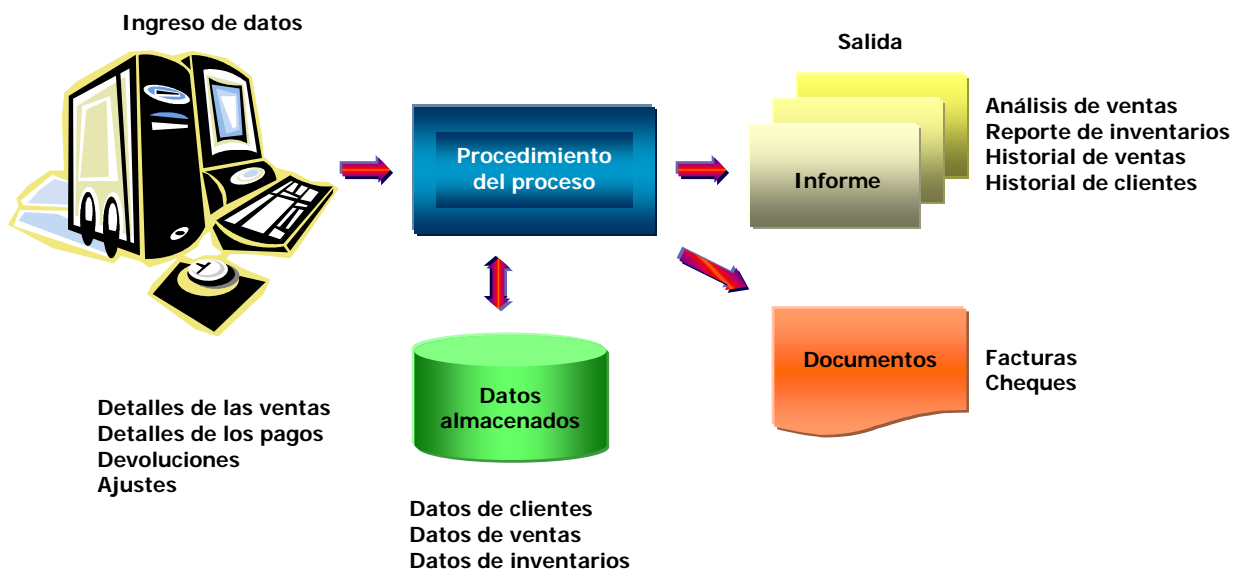 Ingreso de datos
Salida
Procedimiento
del proceso
Informe
Análisis de ventas
Reporte de inventarios
Historial de ventas
Historial de clientes
Documentos
Facturas
Cheques
Datos
almacenados
Detalles de las ventas
Detalles de los pagos
Devoluciones
Ajustes
Datos de clientes
Datos de ventas
Datos de inventarios